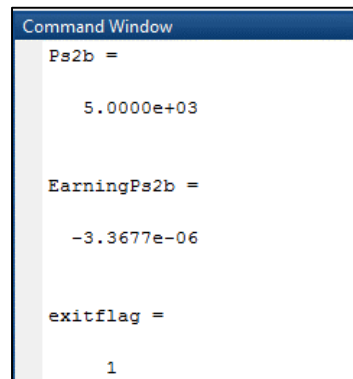 Command Window
Ps2b =
5.0000e+03
EarningPs2b =
-3.3677e-06
exitflag =
1